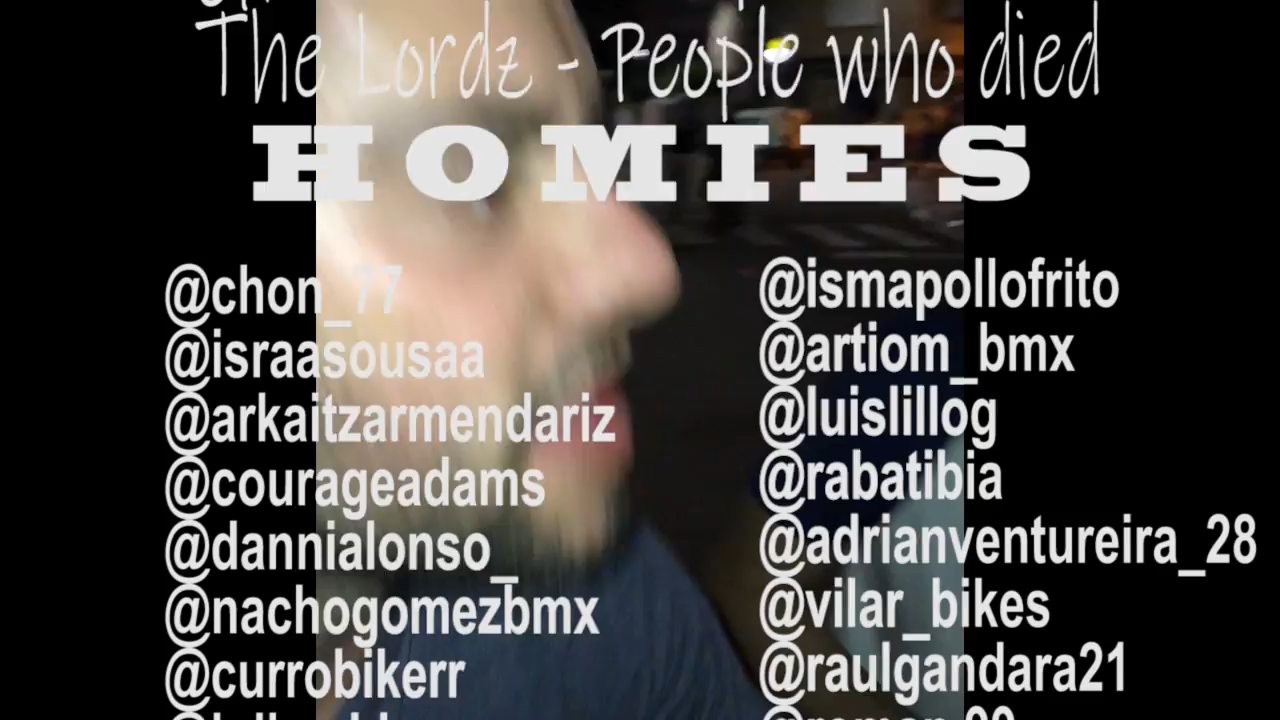 The Lordz - People who died
HOMIES
@chon_77
@israasousaa
@arkaitzarmendariz
@courageadams
@dannialonso_
@nachogomezbmx
@currobikerr
@ismapollofrito
@artiom_bmx
@luislillog
@rabatibia
@adrianventureira_28
@vilar_bikes
@raulgandara21